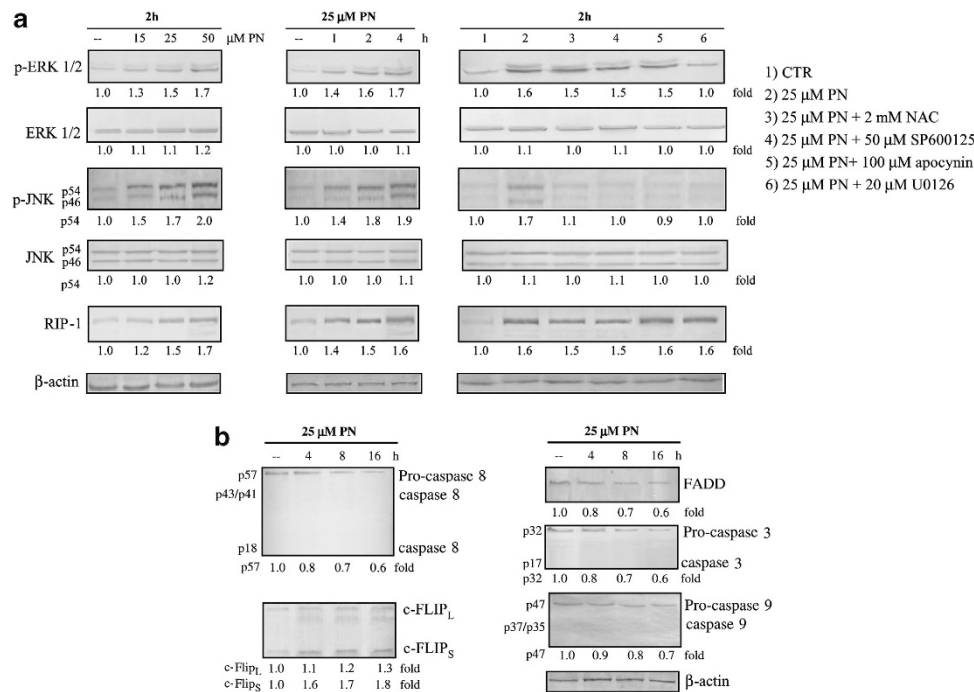 a
2h
25 μM PN
2h
-- 15 25 50 μM PN
-- 1 2 4 h
1 2 3 4 5 6
p-ERK 1/2
1.0 1.3 1.5 1.7
1.0 1.4 1.6 1.7
1.0 1.6 1.5 1.5 1.5 1.0 fold
ERK 1/2
1.0 1.1 1.1 1.2
1.0 1.0 1.0 1.1
1.0 1.1 1.0 1.1 1.0 1.0
p-JNK p54
p46
p54 1.0 1.5 1.7 2.0
1.0 1.4 1.8 1.9
1.0 1.7 1.1 1.0 0.9 1.0 fold
JNK p54
p46
p54 1.0 1.0 1.0 1.2
1.0 1.0 1.0 1.1
1.0 1.1 1.0 1.1 1.0 1.0 fold
RIP-1
1.0 1.2 1.5 1.7
1.0 1.4 1.5 1.6
1.0 1.6 1.5 1.5 1.6 1.6 fold
β-actin
1) CTR
2) 25 μM PN
3) 25 μM PN + 2 mM NAC
4) 25 μM PN + 50 μM SP600125
5) 25 μM PN+ 100 μM apocynin
6) 25 μM PN + 20 μM U0126
b
25 μM PN
-- 4 8 16 h
p57 Pro-caspase 8
p43/p41 caspase 8
p18 caspase 8
p57 1.0 0.8 0.7 0.6 fold
c-FLIPL
c-FLIPS
c-FlipL 1.0 1.1 1.2 1.3 fold
c-FlipS 1.0 1.6 1.7 1.8 fold
25 μM PN
-- 4 8 16 h
FADD
1.0 0.8 0.7 0.6 fold
p32 Pro-caspase 3
p17 caspase 3
p32 1.0 0.8 0.7 0.6 fold
p47 Pro-caspase 9
p37/p35 caspase 9
p47 1.0 0.9 0.8 0.7 fold
β-actin